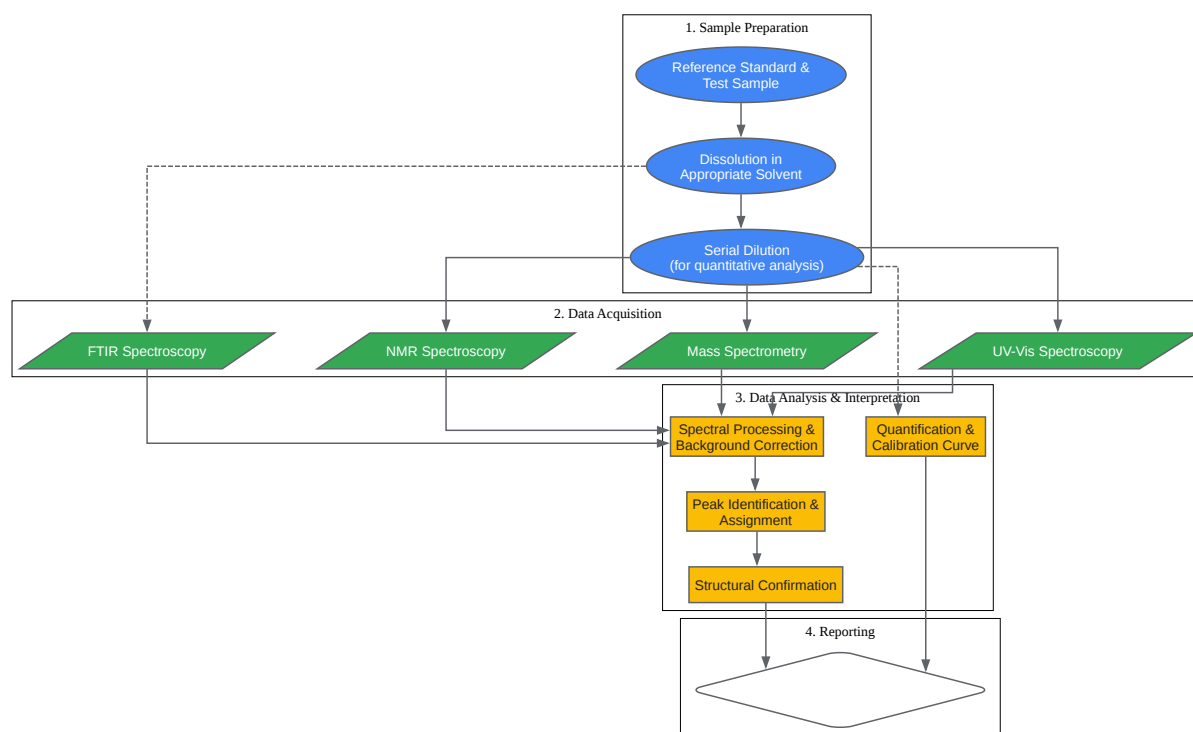 1. Sample Preparation
Reference Standard &
Test Sample
Dissolution in
Appropriate Solvent
Serial Dilution
(for quantitative analysis)
2. Data Acquisition
FTIR Spectroscopy
NMR Spectroscopy
Mass Spectrometry
UV-Vis Spectroscopy
3. Data Analysis & Interpretation
Spectral Processing &
Background Correction
Quantification &
Calibration Curve
Peak Identification &
Assignment
Structural Confirmation
4. Reporting